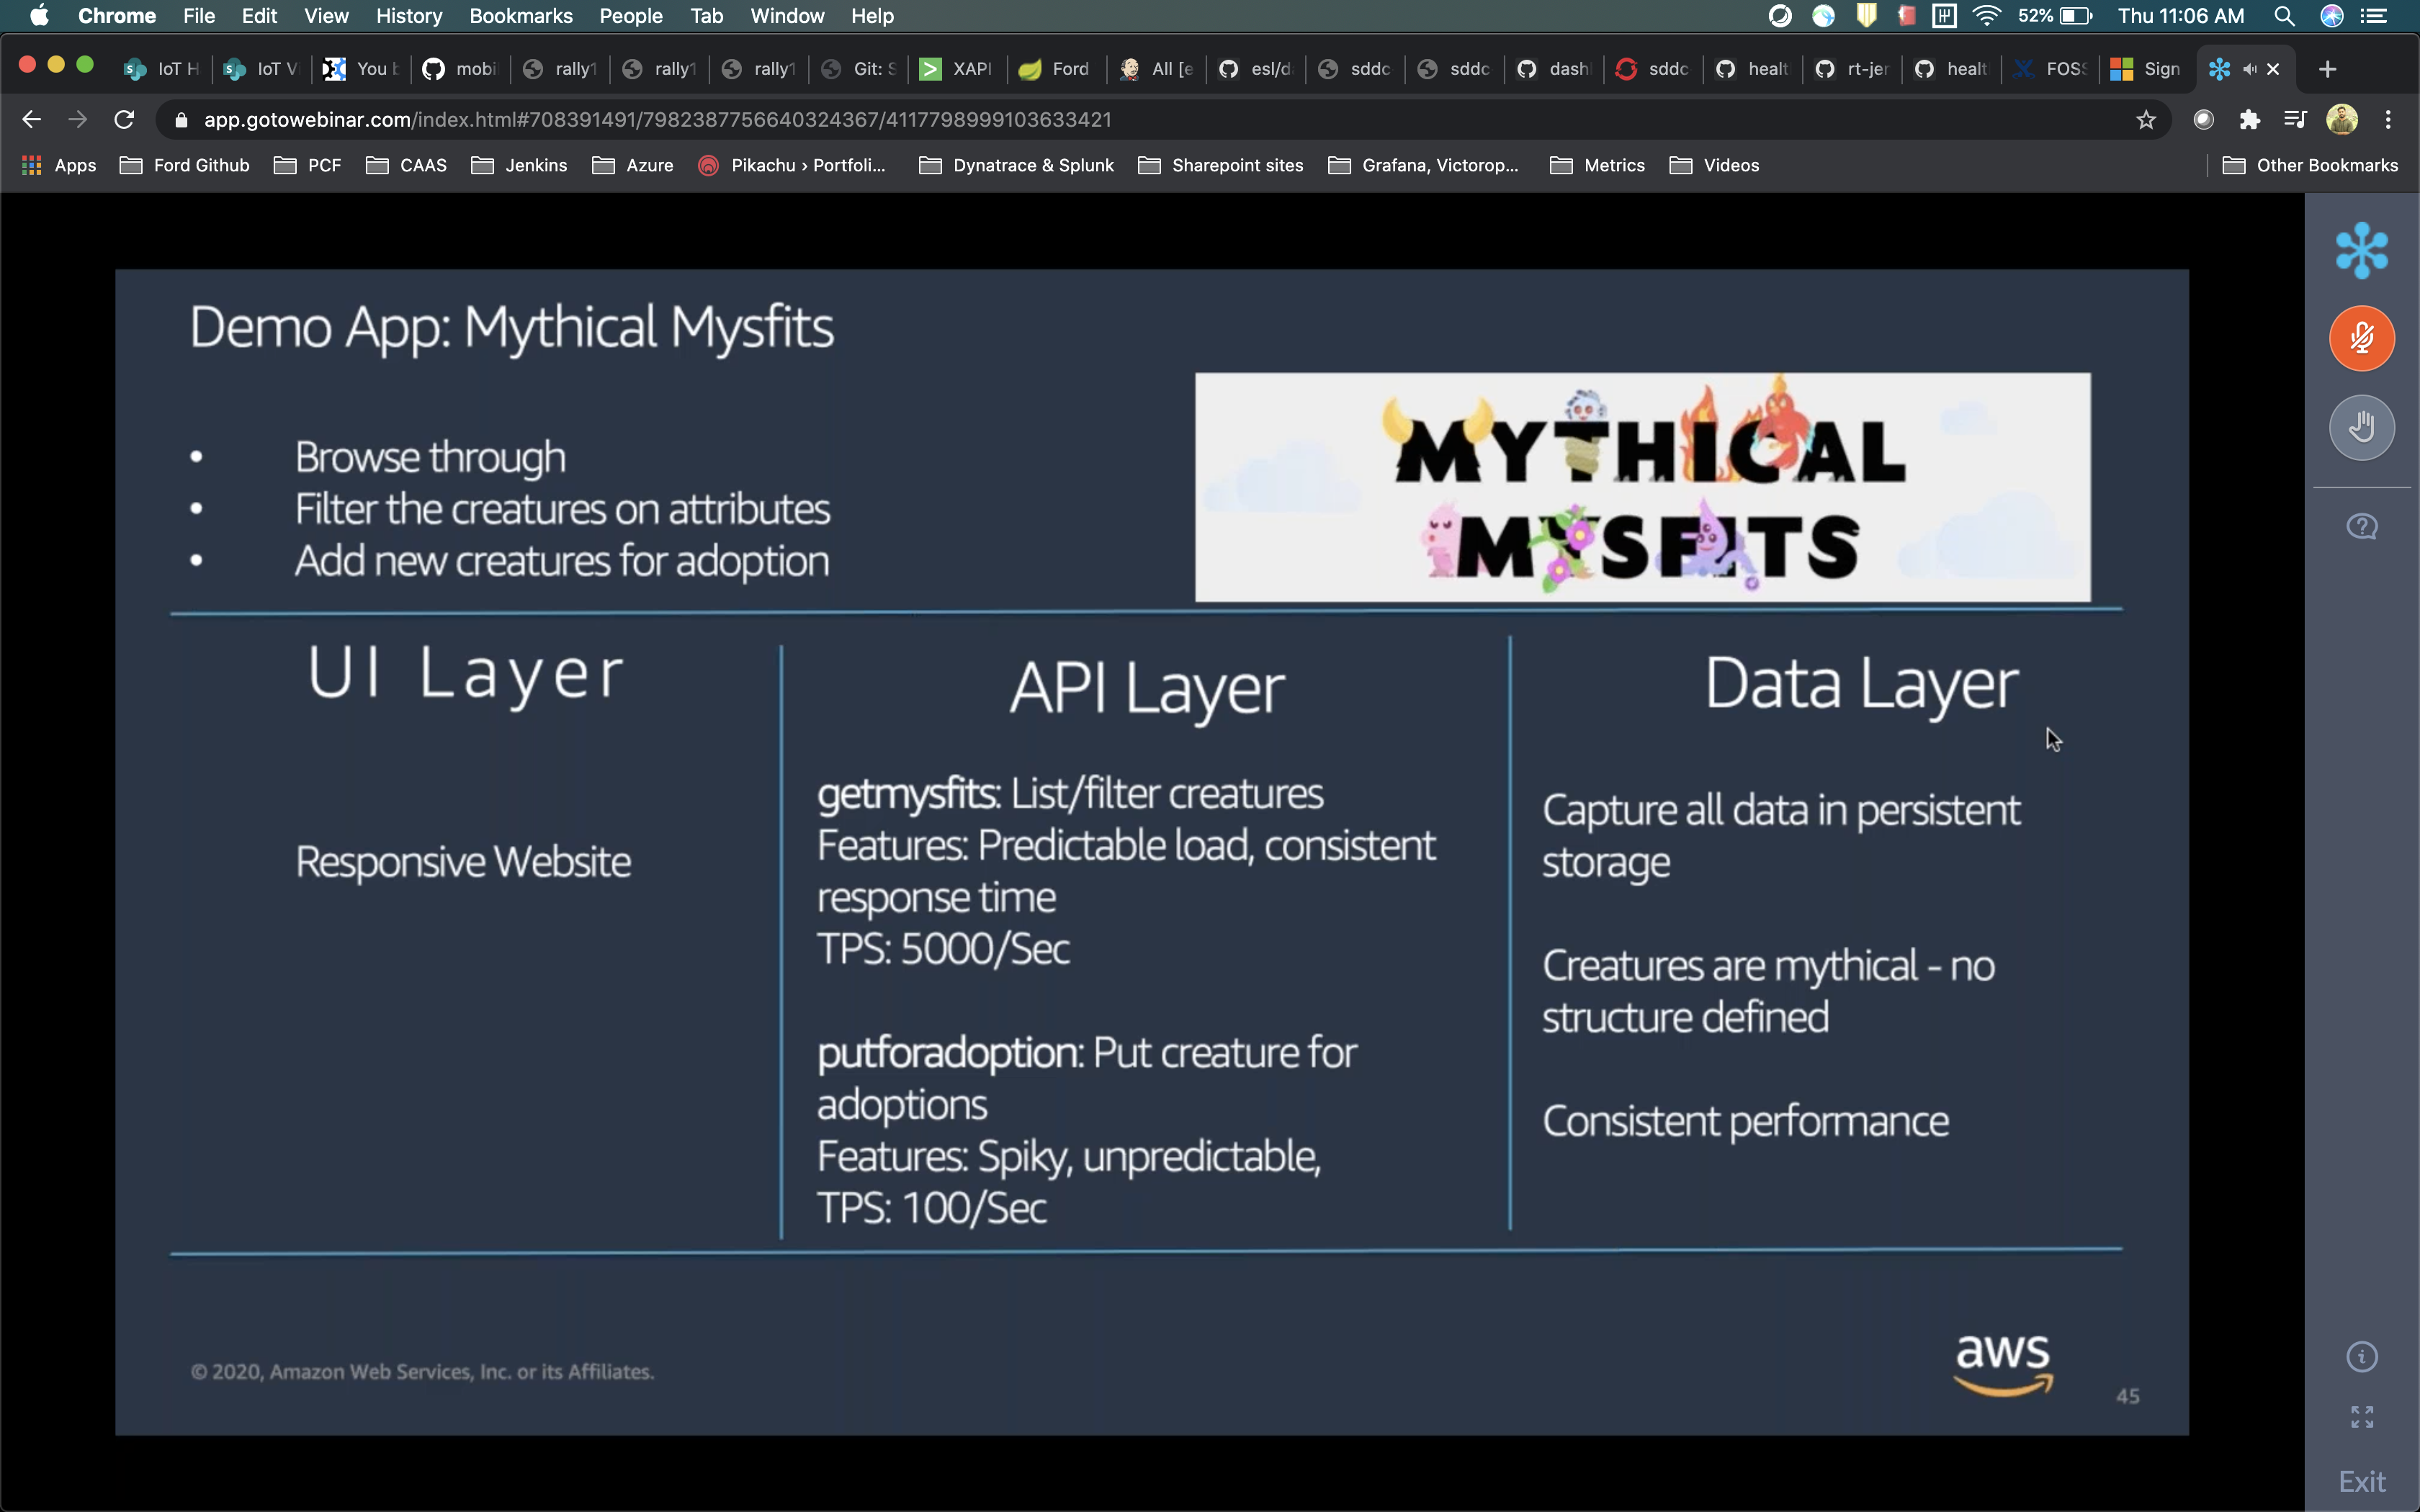 Chrome File Edit View History Bookmarks People Tab Window Help 52% Thu 11:06 AM
IoT H IoT V You b mobi rally1 rally1 rally1 Git: S XAPI Ford All [e esl/d sddc sddc dash sddc healt rt-jer healt FOSS Sign
app.gotowebinar.com/index.html#708391491/7982387756640324367/4117798999103633421
Apps Ford Github PCF CAAS Jenkins Azure Pikachu › Portfoli... Dynatrace & Splunk Sharepoint sites Grafana, Victorop... Metrics Videos Other Bookmarks
Demo App: Mythical Mysfits
• Browse through
• Filter the creatures on attributes
• Add new creatures for adoption
MYTHICAL
MYSFITS
UI Layer
Responsive Website
API Layer
getmysfits: List/filter creatures
Features: Predictable load, consistent
response time
TPS: 5000/Sec
putforadoption: Put creature for
adoptions
Features: Spiky, unpredictable,
TPS: 100/Sec
Data Layer
Capture all data in persistent
storage
Creatures are mythical - no
structure defined
Consistent performance
© 2020, Amazon Web Services, Inc. or its Affiliates.
aws
45
Exit